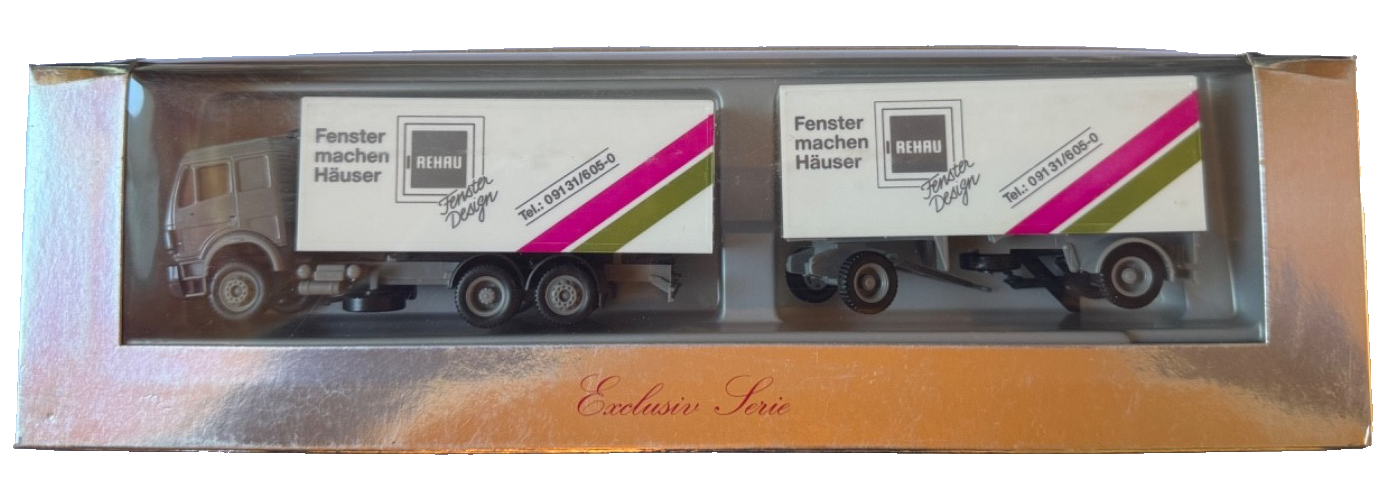 Fenster
machen
Häuser
REHAU
Fenster
Design
Tel.: 09131/605-0
Fenster
machen
Häuser
REHAU
Fenster
Design
Tel.: 09131/605-0
Exclusiv Serie